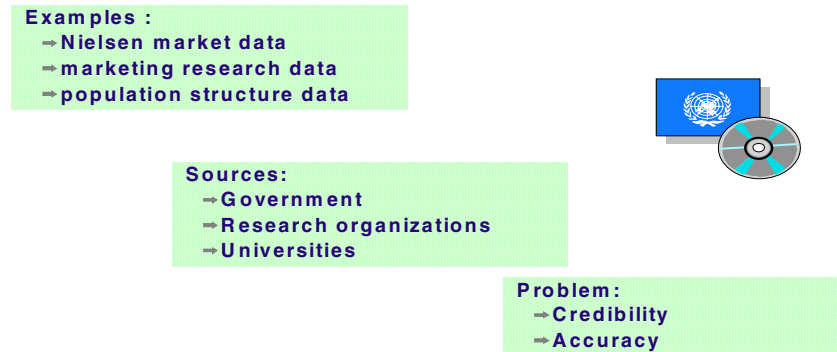 Examples :
→Nielsen market data
→marketing research data
→population structure data
Sources:
→Government
→Research organizations
→Universities
Problem:
→Credibility
→Accuracy